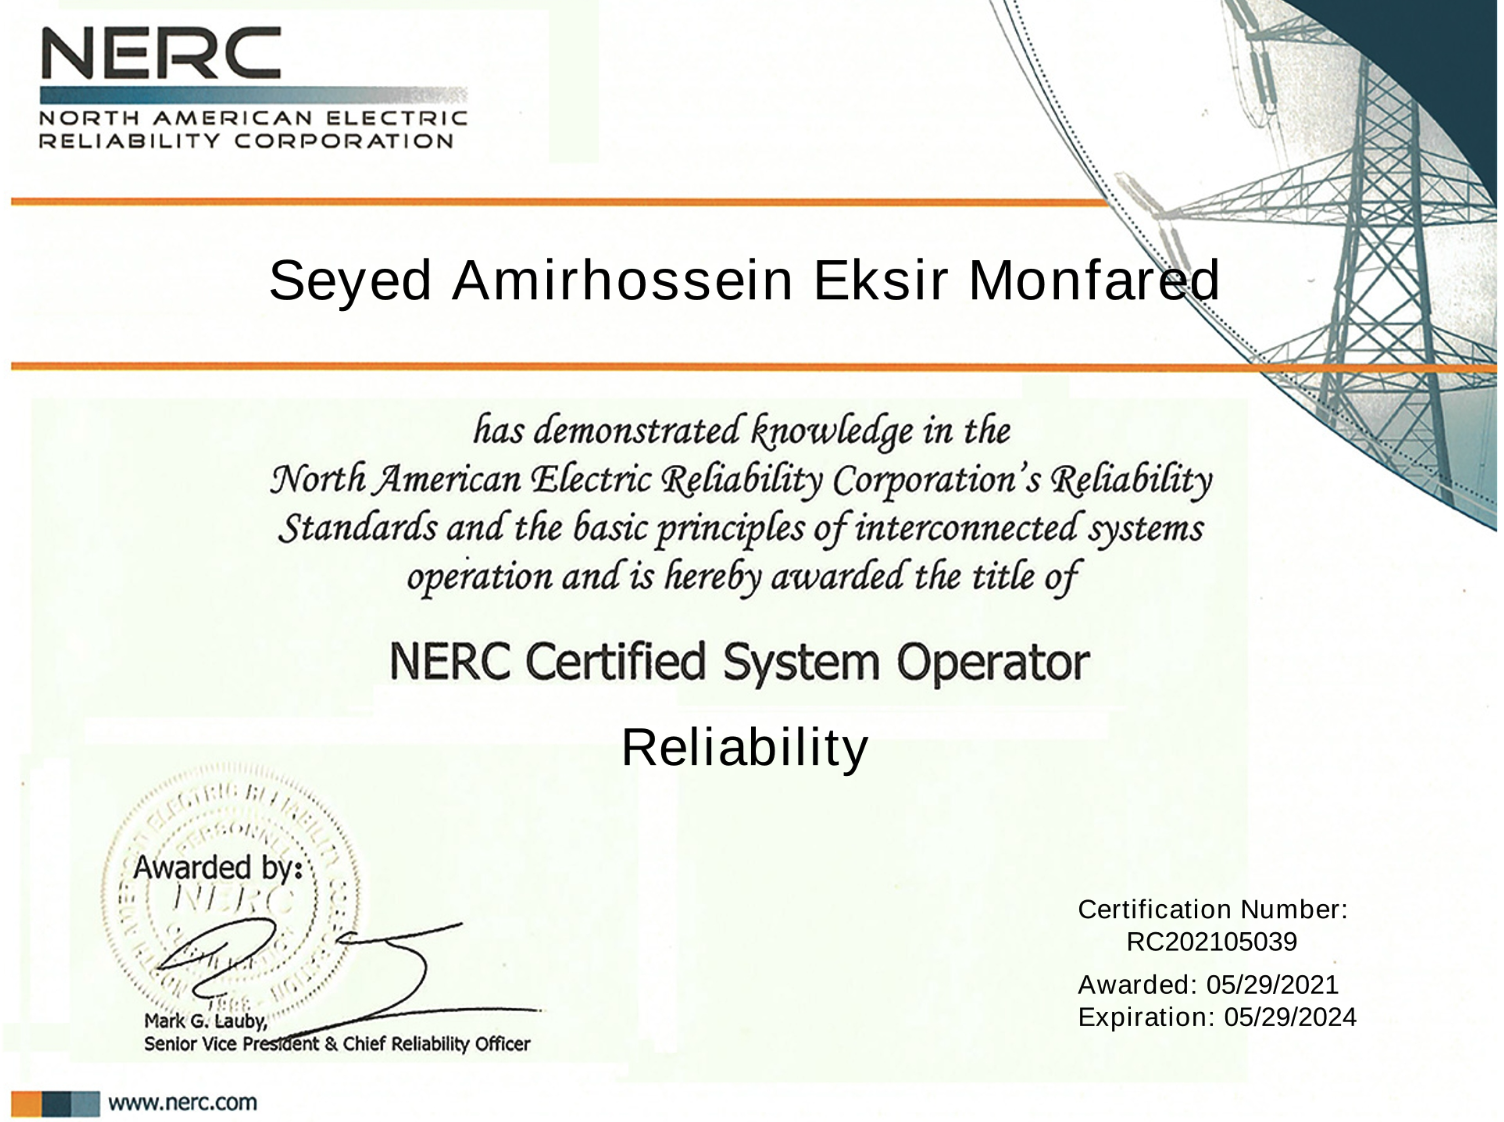 NERC
NORTH AMERICAN ELECTRIC
RELIABILITY CORPORATION
Seyed Amirhossein Eksir Monfared
has demonstrated knowledge in the
North American Electric Reliability Corporation's Reliability
Standards and the basic principles of interconnected systems
operation and is hereby awarded the title of
NERC Certified System Operator
Reliability
Awarded by:
NERC
Mark G. Lauby,
Senior Vice President & Chief Reliability Officer
Certification Number:
RC202105039
Awarded: 05/29/2021
Expiration: 05/29/2024
www.nerc.com